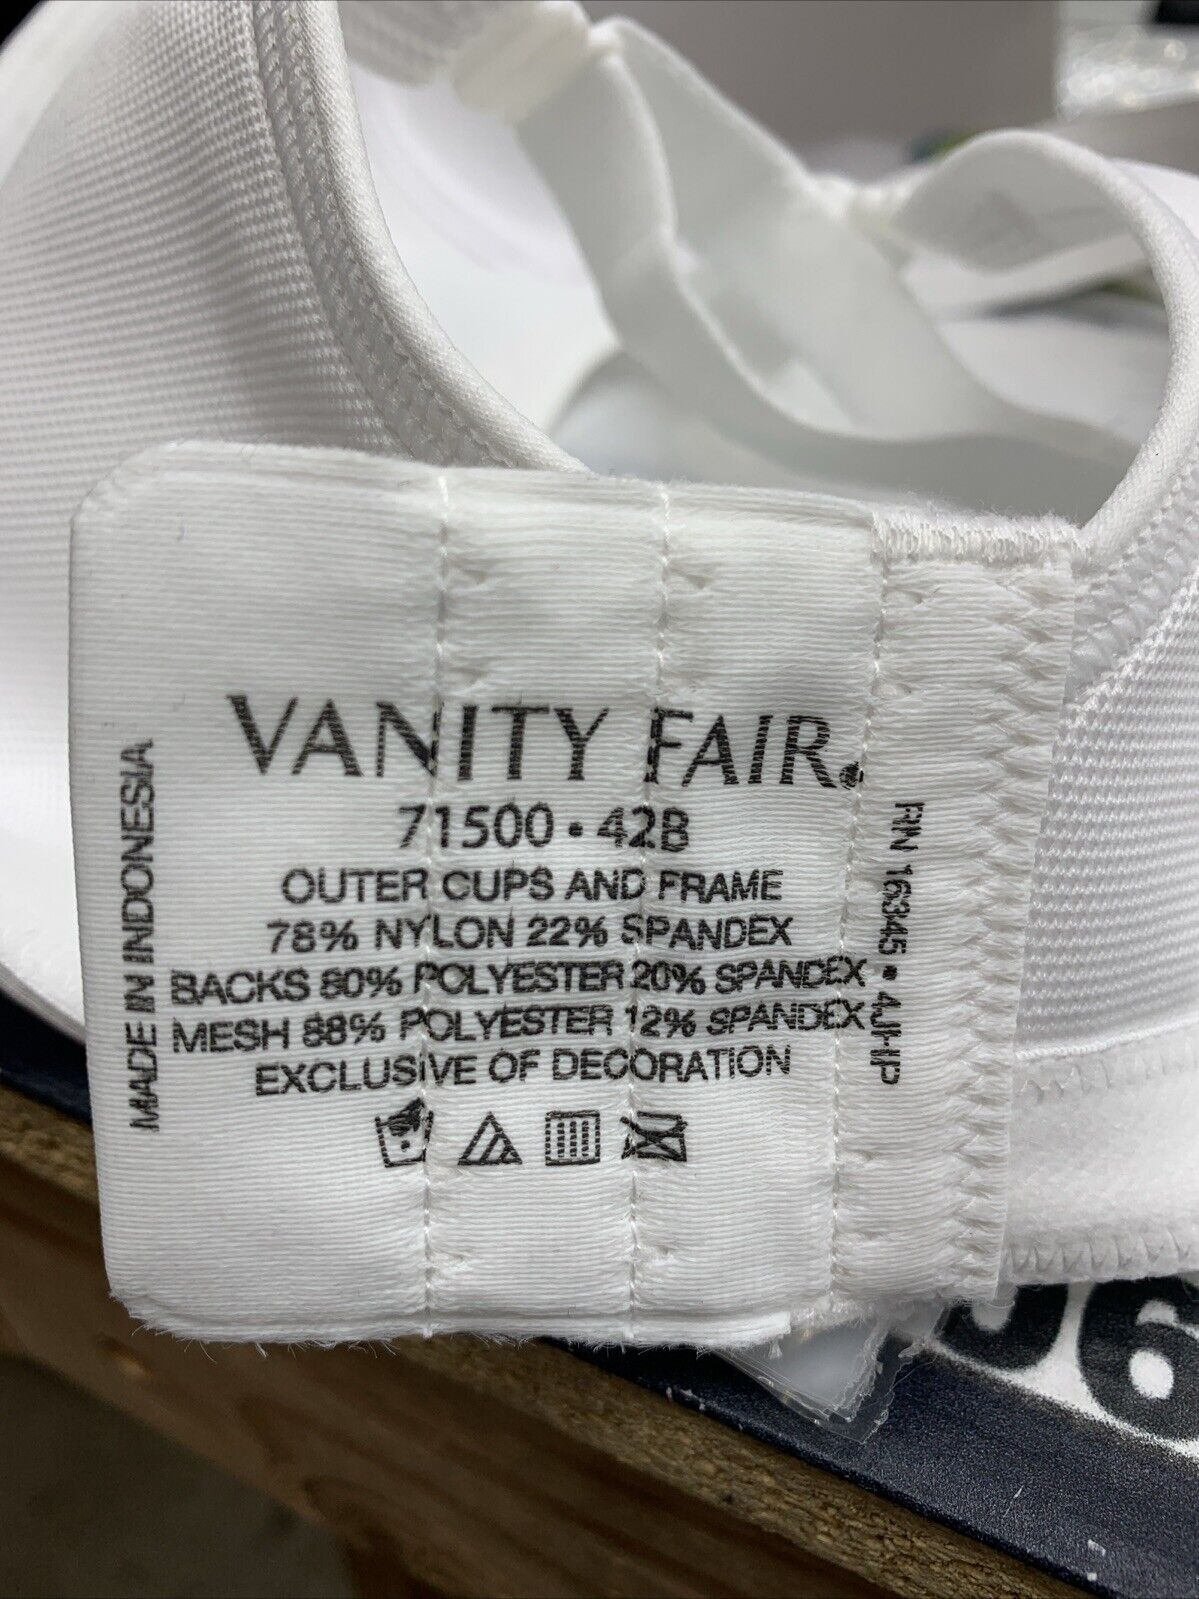 VANITY FAIR
71500 • 42B
OUTER CUPS AND FRAME
78% NYLON 22% SPANDEX
BACKS 80% POLYESTER 20% SPANDEX
MESH 88% POLYESTER 12% SPANDEX
EXCLUSIVE OF DECORATION
MADE IN INDONESIA
RN 16345 •